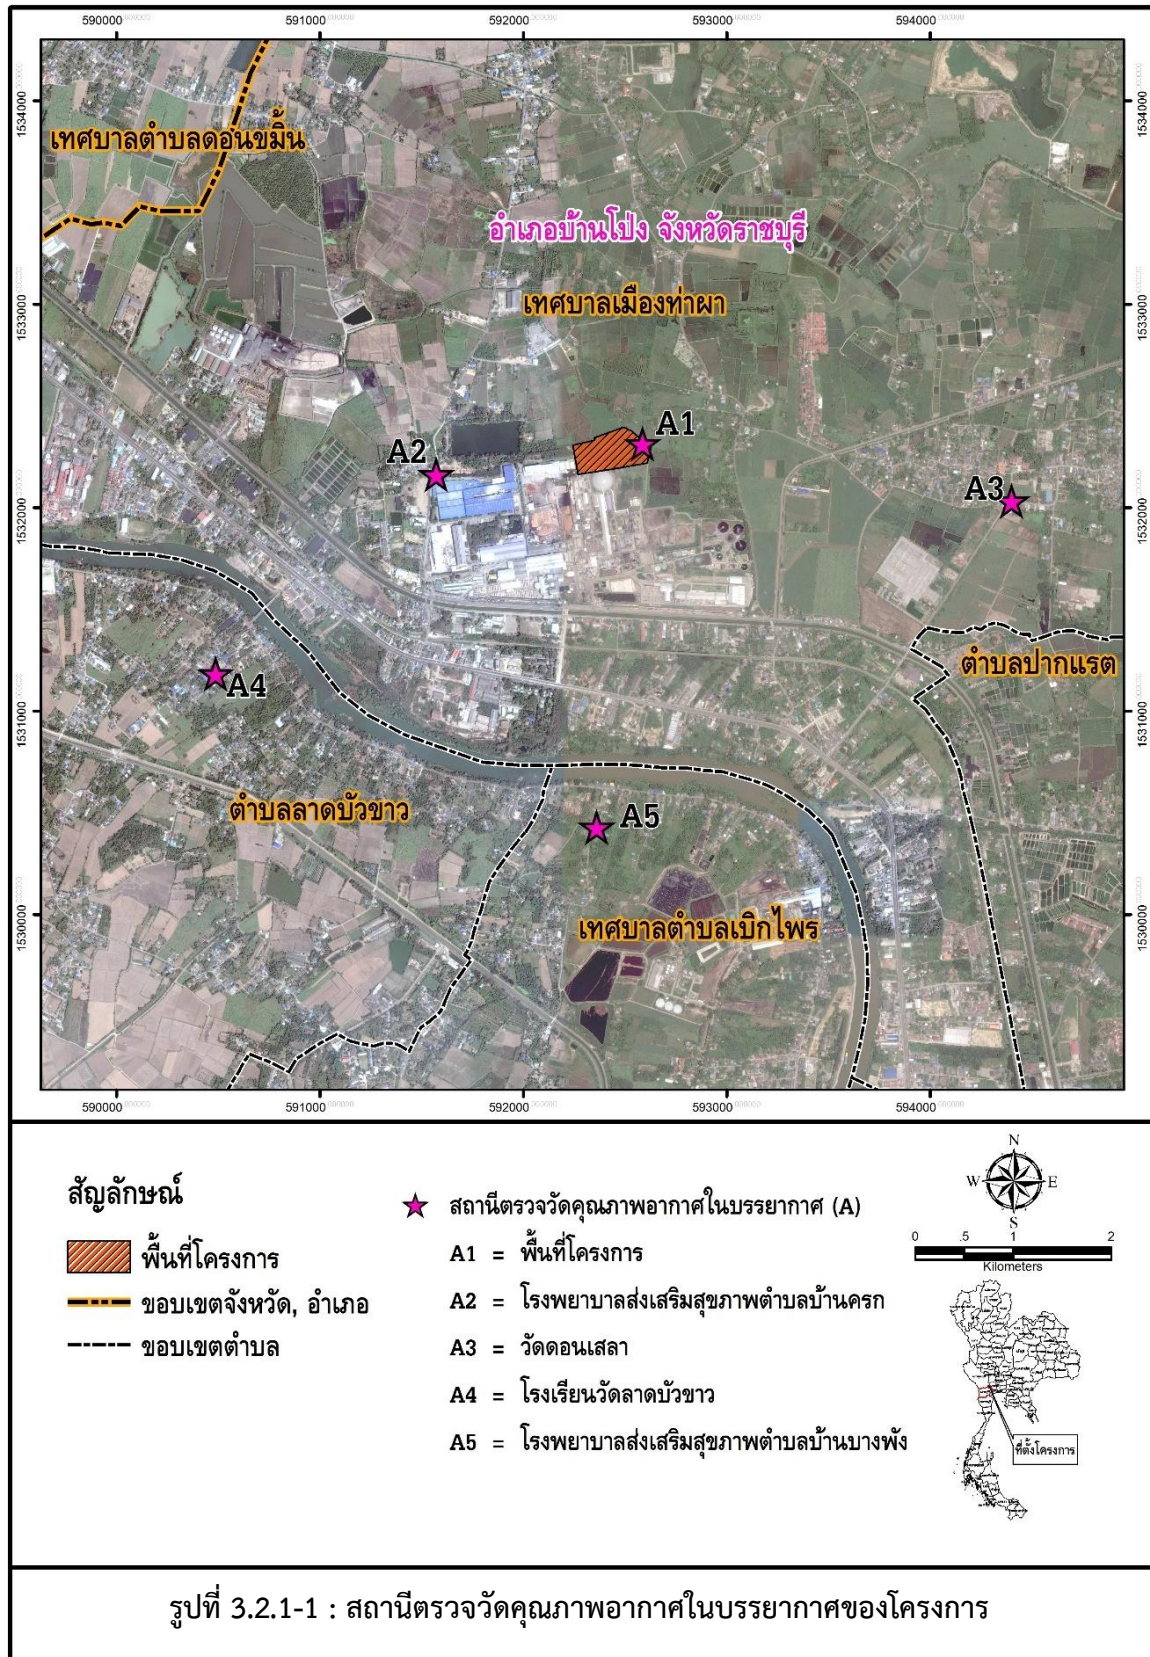 590000 591000 592000 593000 594000
1534000
1534000
เทศบาลตำบลดอนขมิ้น
อำเภอบ้านโป่ง จังหวัดราชบุรี
เทศบาลเมืองท่าผา
1533000
1533000
A1
A2
A3
1532000
1532000
ตำบลปากแรต
A4
1531000
1531000
ตำบลลาดบัวขาว
A5
เทศบาลตำบลเบิกไพร
1530000
1530000
590000 591000 592000 593000 594000
สัญลักษณ์
พื้นที่โครงการ
ขอบเขตจังหวัด, อำเภอ
ขอบเขตตำบล
สถานีตรวจวัดคุณภาพอากาศในบรรยากาศ (A)
A1 = พื้นที่โครงการ
A2 = โรงพยาบาลส่งเสริมสุขภาพตำบลบ้านครก
A3 = วัดดอนเสลา
A4 = โรงเรียนวัดลาดบัวขาว
A5 = โรงพยาบาลส่งเสริมสุขภาพตำบลบ้านบางพัง
N
W E
S
0 .5 1 2
Kilometers
ที่ตั้งโครงการ
รูปที่ 3.2.1-1 : สถานีตรวจวัดคุณภาพอากาศในบรรยากาศของโครงการ